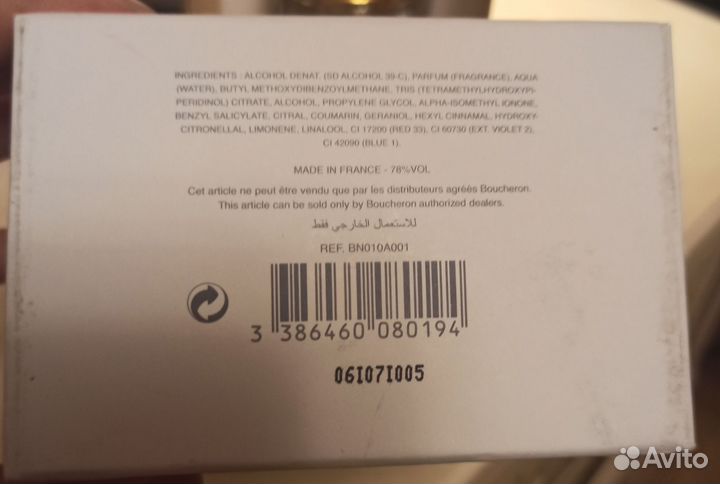 INGREDIENTS : ALCOHOL DENAT. (SD ALCOHOL 39-C), PARFUM (FRAGRANCE), AQUA
(WATER), BUTYL METHOXYDIBENZOYLMETHANE, TRIS (TETRAMETHYLHYDROXYPI-
PERIDINOL) CITRATE, ALCOHOL, PROPYLENE GLYCOL, ALPHA-ISOMETHYL IONONE,
BENZYL SALICYLATE, CITRAL, COUMARIN, GERANIOL, HEXYL CINNAMAL, HYDROXY-
CITRONELLAL, LIMONENE, LINALOOL, CI 17200 (RED 33), CI 60730 (EXT. VIOLET 2),
CI 42090 (BLUE 1).
MADE IN FRANCE - 78%VOL
Cet article ne peut être vendu que par les distributeurs agréés Boucheron.
This article can be sold only by Boucheron authorized dealers.
للاستعمال الخارجي فقط
REF. BN010A001
3 386460 080194
06I07I005
Avito